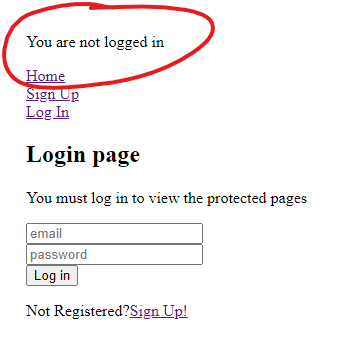 You are not logged in
Home
Sign Up
Log In
Login page
You must log in to view the protected pages
email
password
Log in
Not Registered?Sign Up!